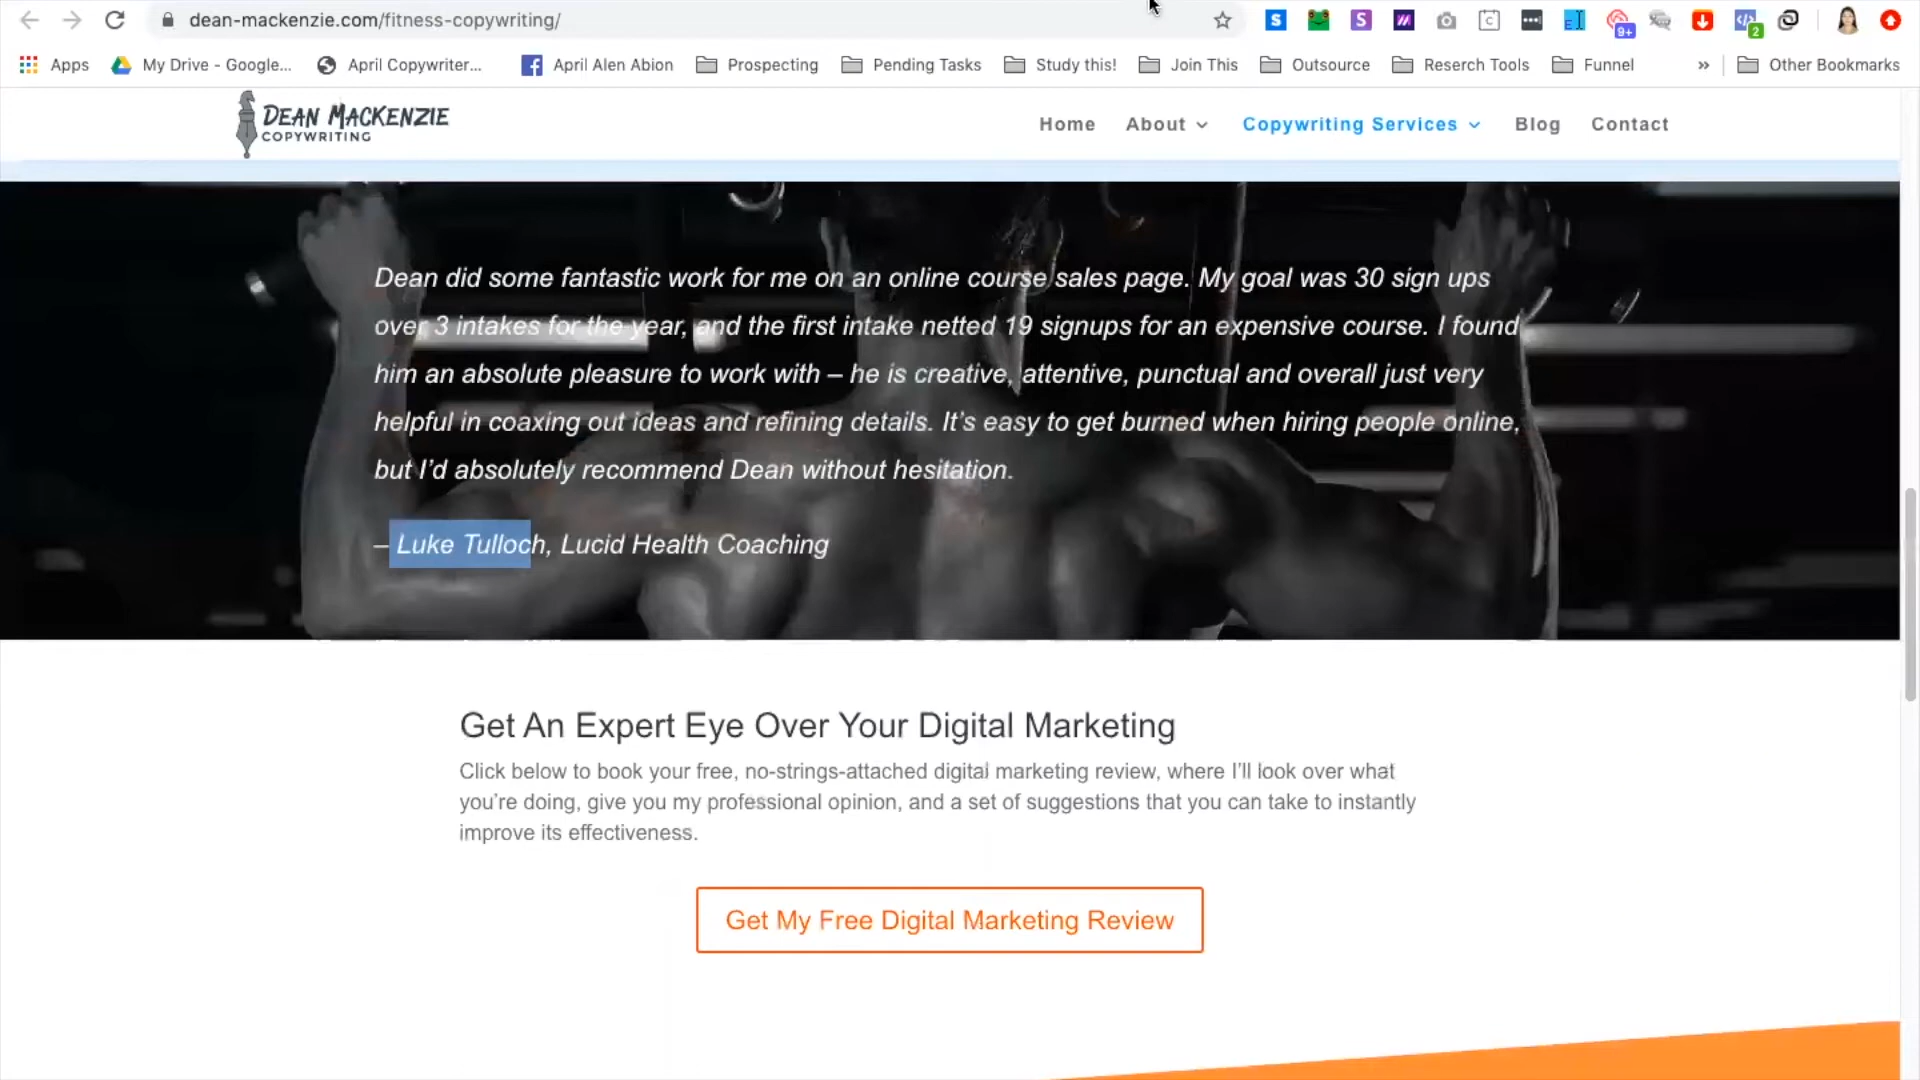 dean-mackenzie.com/fitness-copywriting/
9+
2
Apps
My Drive - Google...
April Copywriter...
April Alen Abion
Prospecting
Pending Tasks
Study this!
Join This
Outsource
Reserch Tools
Funnel
»
Other Bookmarks
DEAN MACKENZIE
COPYWRITING
Home
About
Copywriting Services
Blog
Contact
Dean did some fantastic work for me on an online course sales page. My goal was 30 sign ups
over 3 intakes for the year, and the first intake netted 19 signups for an expensive course. I found
him an absolute pleasure to work with – he is creative, attentive, punctual and overall just very
helpful in coaxing out ideas and refining details. It’s easy to get burned when hiring people online,
but I’d absolutely recommend Dean without hesitation.
– Luke Tulloch, Lucid Health Coaching
Get An Expert Eye Over Your Digital Marketing
Click below to book your free, no-strings-attached digital marketing review, where I’ll look over what
you’re doing, give you my professional opinion, and a set of suggestions that you can take to instantly
improve its effectiveness.
Get My Free Digital Marketing Review